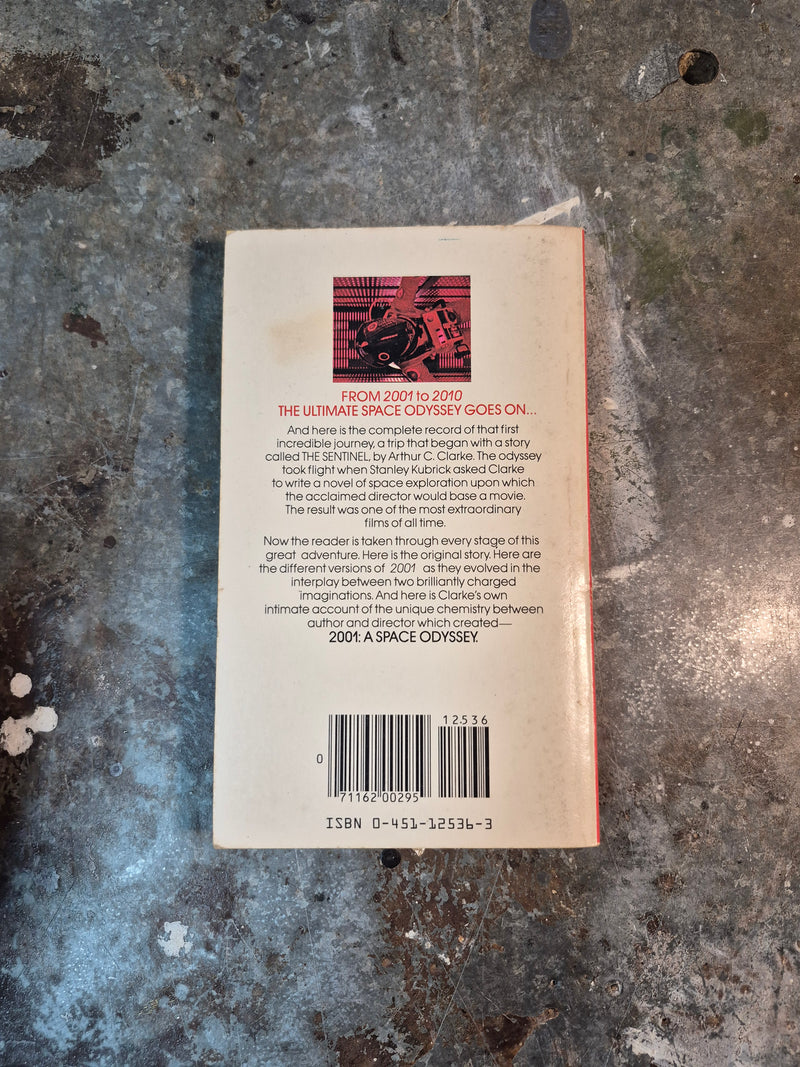 FROM 2001 to 2010
THE ULTIMATE SPACE ODYSSEY GOES ON...
And here is the complete record of that first
incredible journey, a trip that began with a story
called THE SENTINEL, by Arthur C. Clarke. The odyssey
took flight when Stanley Kubrick asked Clarke
to write a novel of space exploration upon which
the acclaimed director would base a movie.
The result was one of the most extraordinary
films of all time.
Now the reader is taken through every stage of this
great adventure. Here is the original story. Here are
the different versions of 2001 as they evolved in the
interplay between two brilliantly charged
imaginations. And here is Clarke's own
intimate account of the unique chemistry between
author and director which created—
2001: A SPACE ODYSSEY.
12536
0
71162 00295
ISBN 0-451-12536-3